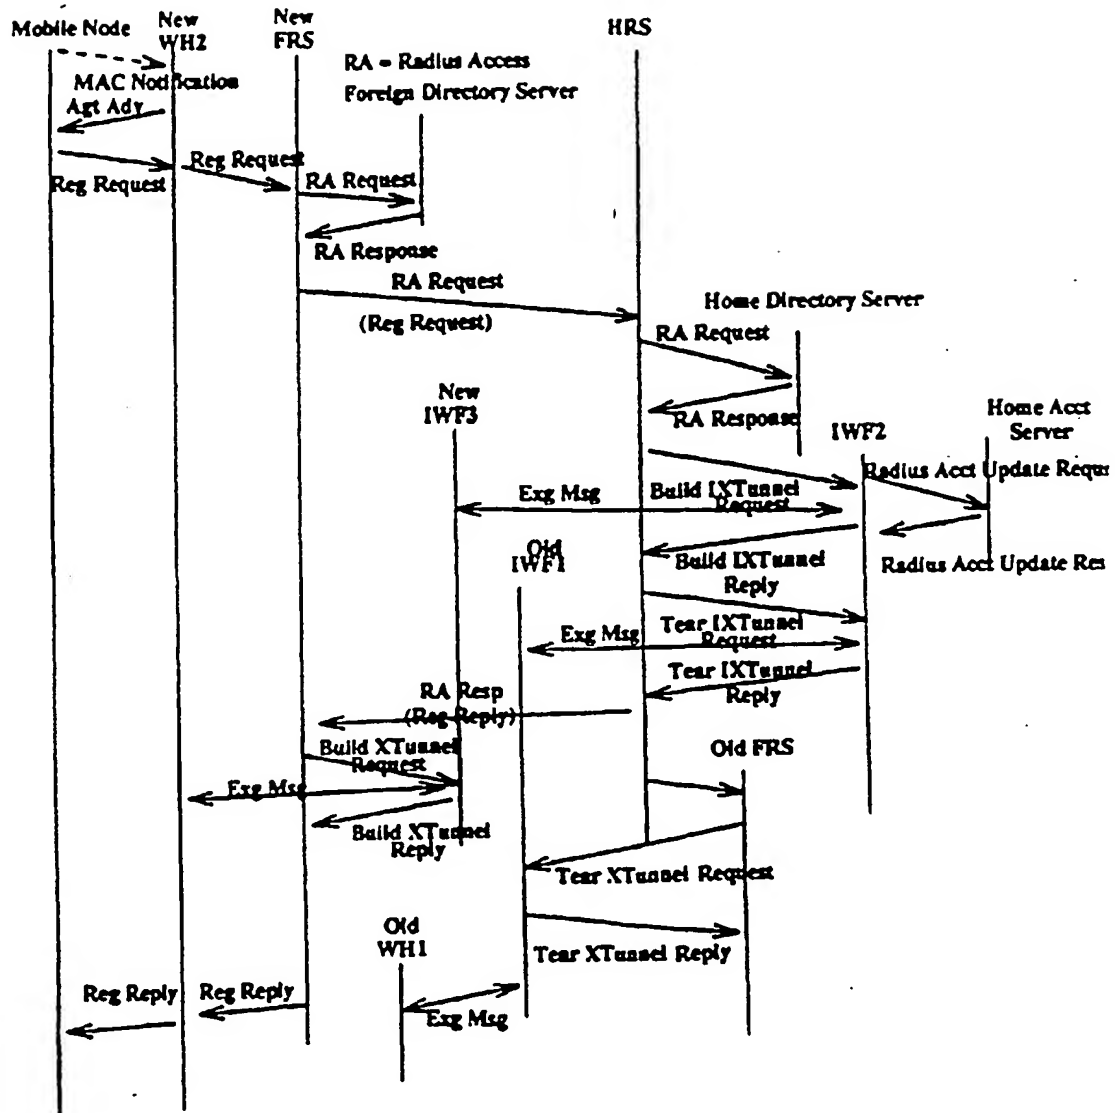 Mobile Node
New
WH2
New
FRS
HRS
RA = Radius Access
Foreign Directory Server
MAC Notification
Agt Adv
Reg Request
Reg Request
RA Request
RA Response
RA Request
(Reg Request)
Home Directory Server
RA Request
RA Response
New
IWF3
IWF2
Home Acct
Server
Radius Acct Update Reque
Exg Msg
Build IXTunnel
Request
Build IXTunnel
Reply
Radius Acct Update Res
Old
IWF1
Exg Msg
Tear IXTunnel
Request
Tear IXTunnel
Reply
RA Resp
(Reg Reply)
Build XTunnel
Request
Old FRS
Exg Msg
Build XTunnel
Reply
Tear XTunnel Request
Old
WH1
Tear XTunnel Reply
Reg Reply
Reg Reply
Exg Msg